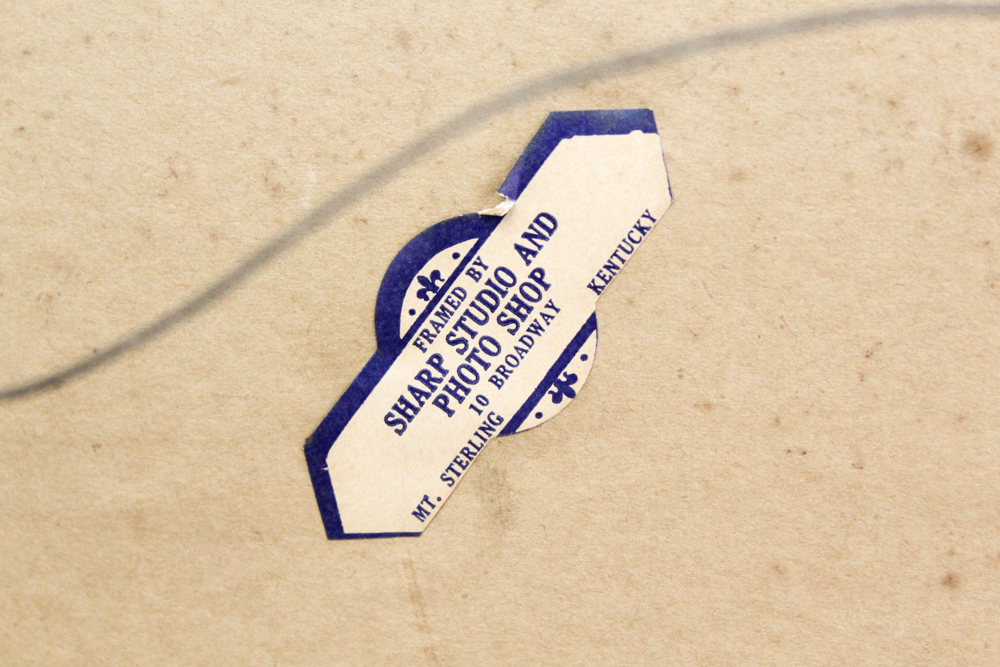 FRAMED BY
SHARP STUDIO AND
PHOTO SHOP
10 BROADWAY
MT. STERLING KENTUCKY